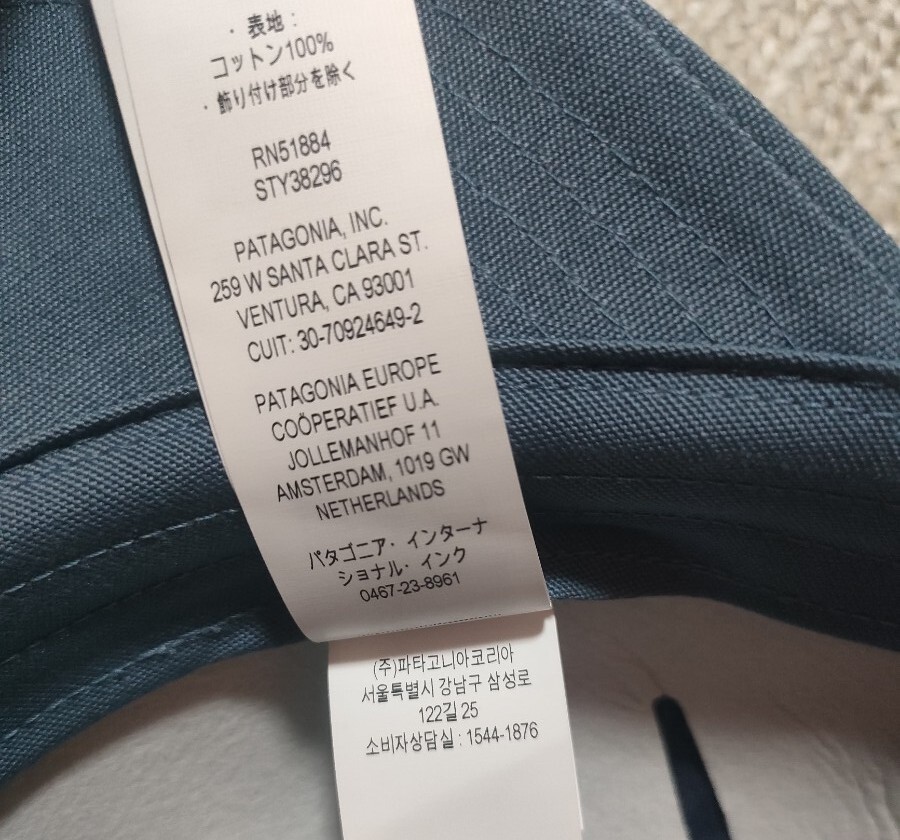 ・表地：
コットン100%
・飾り付け部分を除く
RN51884
STY38296
PATAGONIA, INC.
259 W SANTA CLARA ST.
VENTURA, CA 93001
CUIT: 30-70924649-2
PATAGONIA EUROPE
COÖPERATIEF U.A.
JOLLEMANHOF 11
AMSTERDAM, 1019 GW
NETHERLANDS
パタゴニア・インターナ
ショナル・インク
0467-23-8961
(주)파타고니아코리아
서울특별시 강남구 삼성로
122길 25
소비자상담실 : 1544-1876